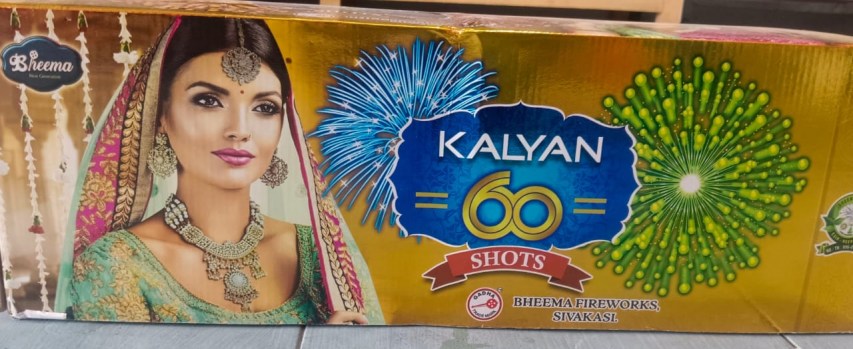 Bheema
KALYAN
60
SHOTS
BHEEMA FIREWORKS,
SIVAKASI.